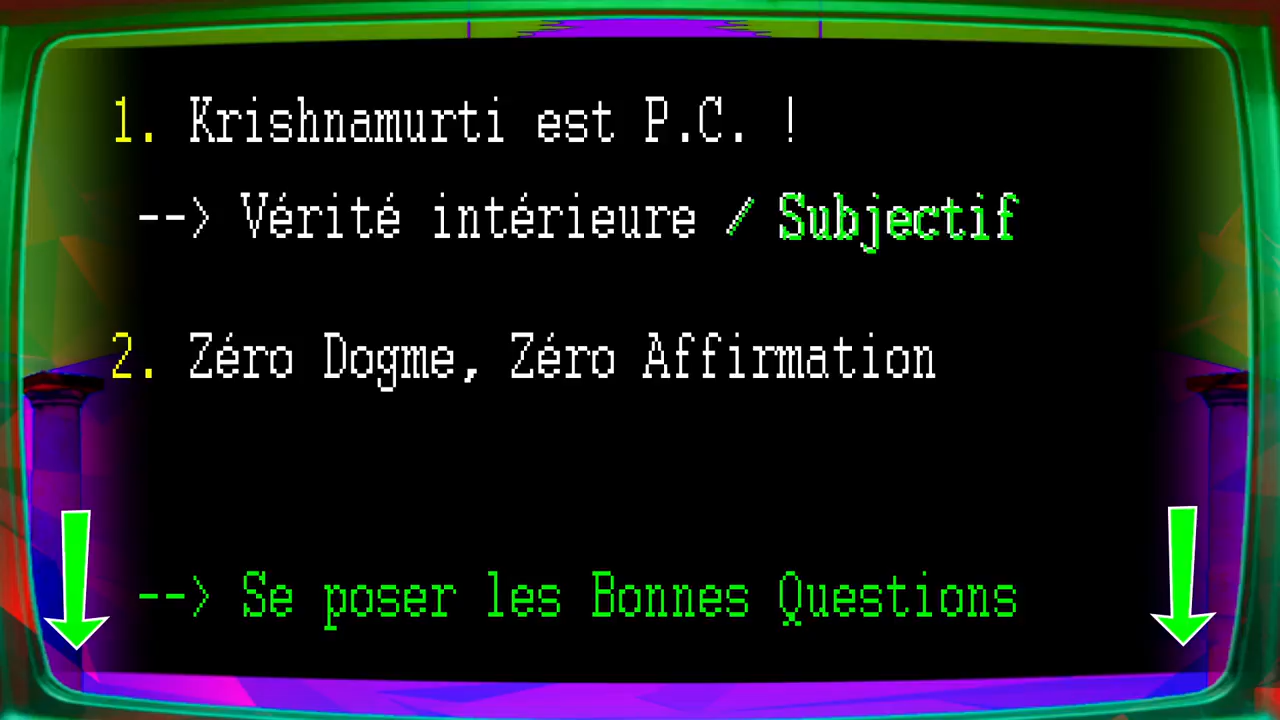 1. Krishnamurti est P.C. !
--> Vérité intérieure / Subjectif
2. Zéro Dogme, Zéro Affirmation
--> Se poser les Bonnes Questions